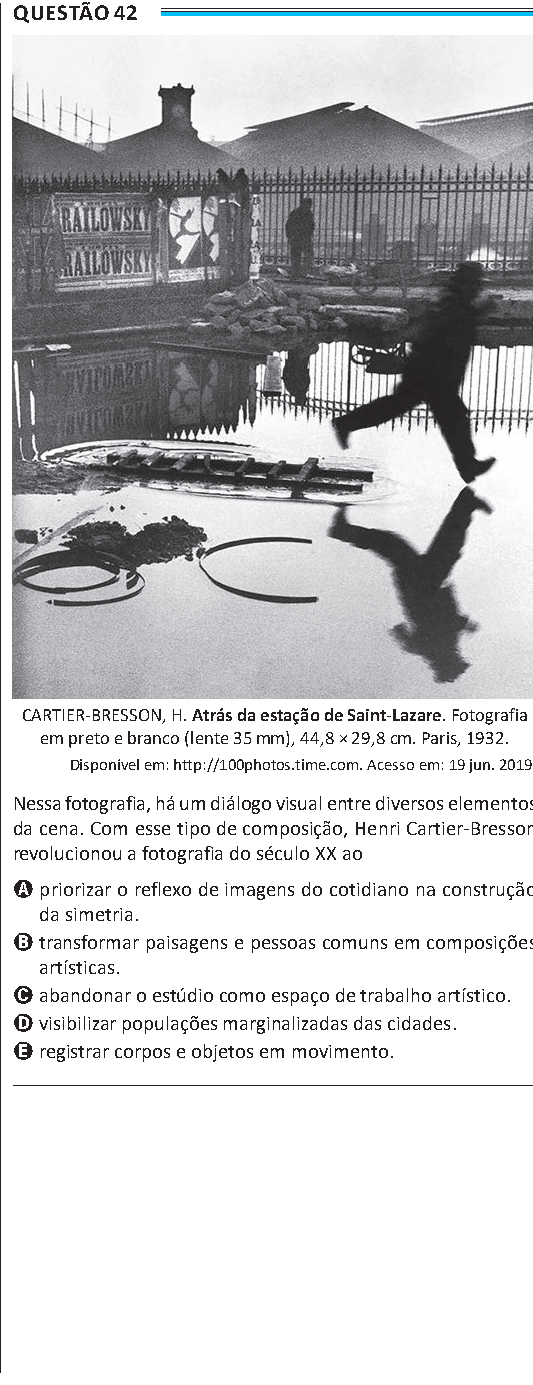 QUESTÃO 42
RAILOWSKY
RAILOWSKY
CARTIER-BRESSON, H. Atrás da estação de Saint-Lazare. Fotografia
em preto e branco (lente 35 mm), 44,8 × 29,8 cm. Paris, 1932.
Disponível em: http://100photos.time.com. Acesso em: 19 jun. 2019
Nessa fotografia, há um diálogo visual entre diversos elementos
da cena. Com esse tipo de composição, Henri Cartier-Bresson
revolucionou a fotografia do século XX ao
A priorizar o reflexo de imagens do cotidiano na construção
da simetria.
B transformar paisagens e pessoas comuns em composições
artísticas.
C abandonar o estúdio como espaço de trabalho artístico.
D visibilizar populações marginalizadas das cidades.
E registrar corpos e objetos em movimento.